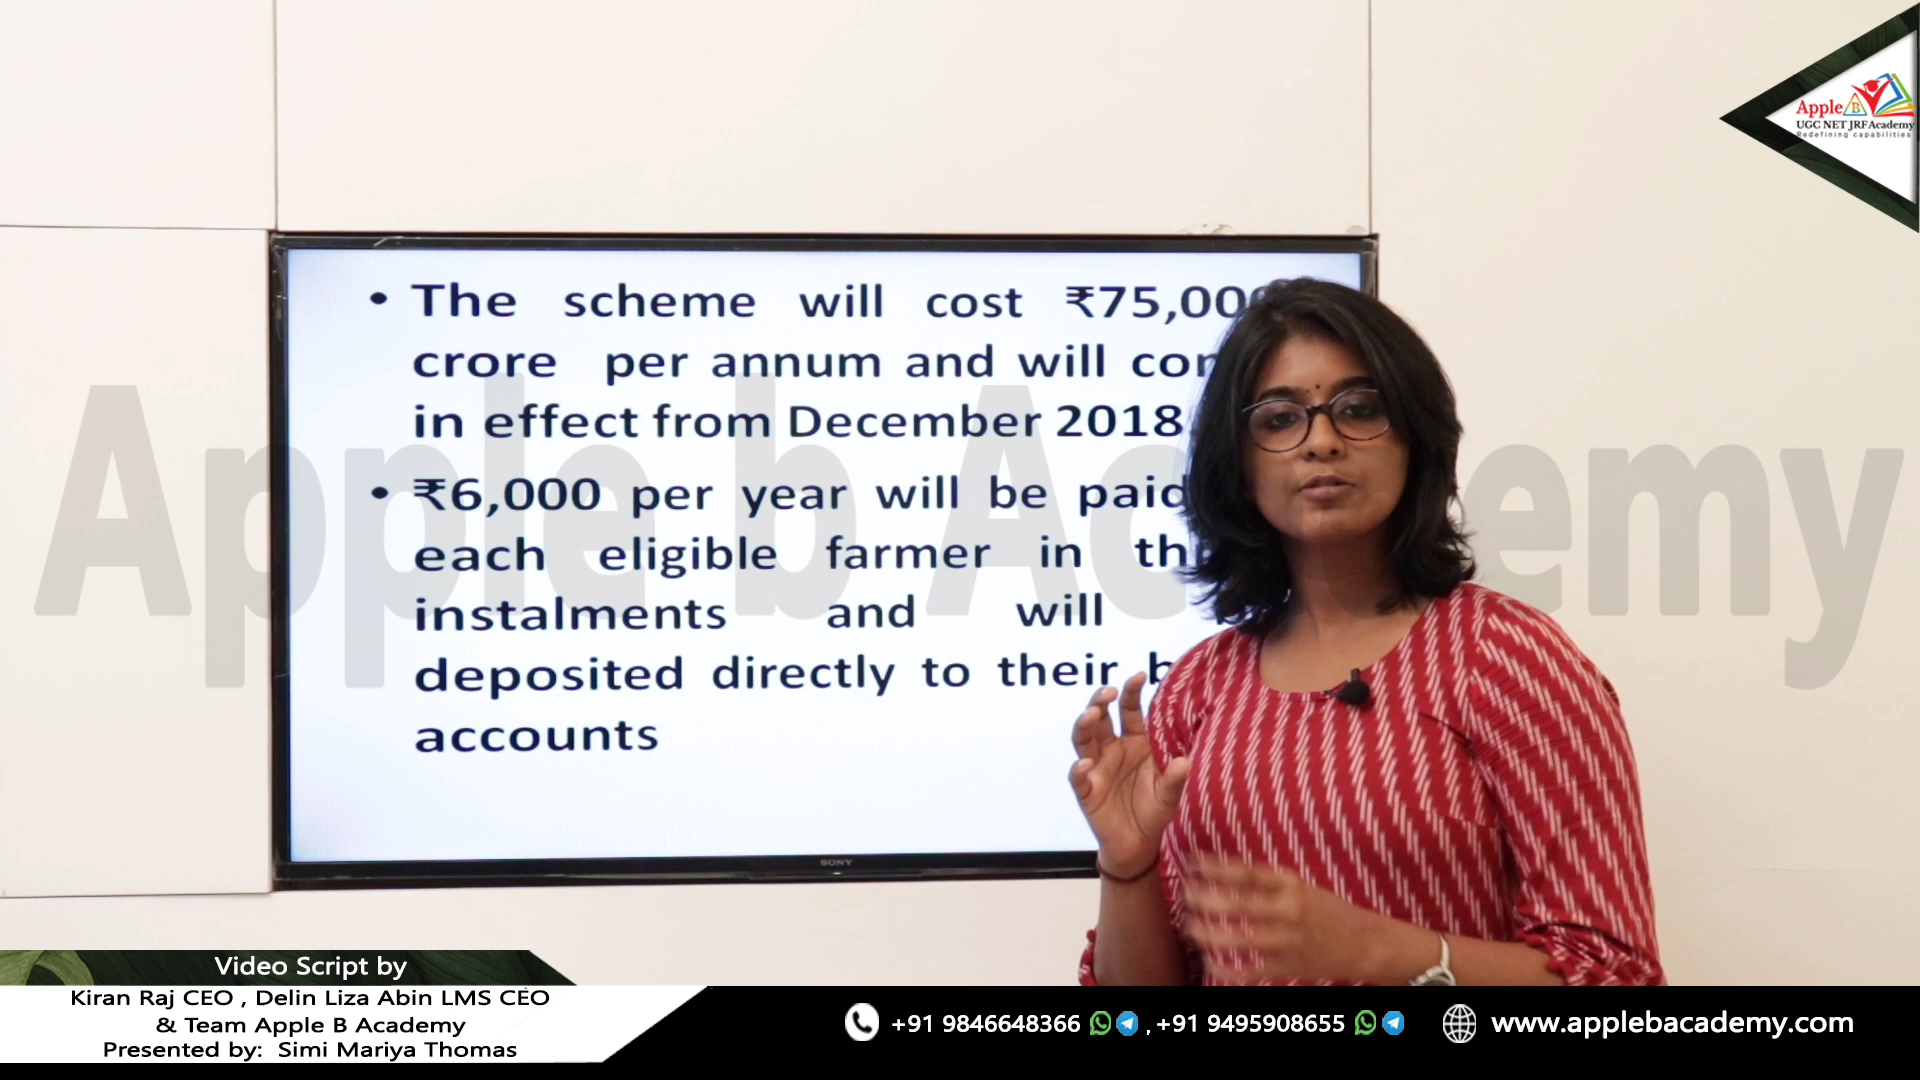 Apple B
UGC NET JRF Academy
Redefining capabilities
• The scheme will cost ₹75,000
crore per annum and will
in effect from December 2018
• ₹6,000 per year will be paid
each eligible farmer in
instalments and will
deposited directly to their
accounts
Apple b Academy
SONY
Video Script by
Kiran Raj CEO , Delin Liza Abin LMS CEO
& Team Apple B Academy
Presented by: Simi Mariya Thomas
+91 9846648366 , +91 9495908655 www.applebacademy.com